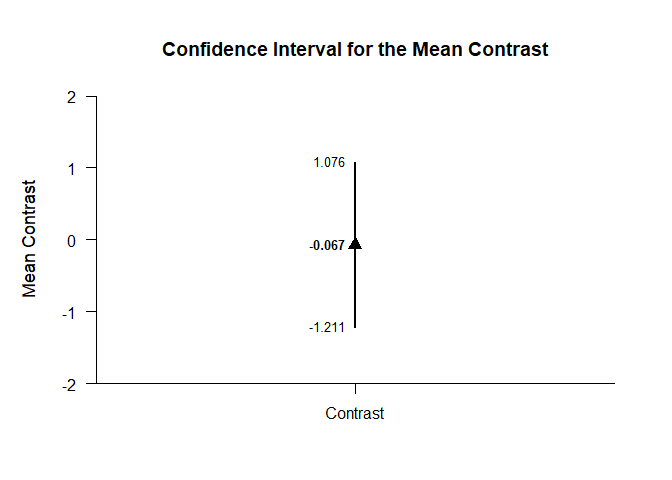 Confidence Interval for the Mean Contrast
2
1
0
-1
-2
Mean Contrast
1.076
-0.067
-1.211
Contrast